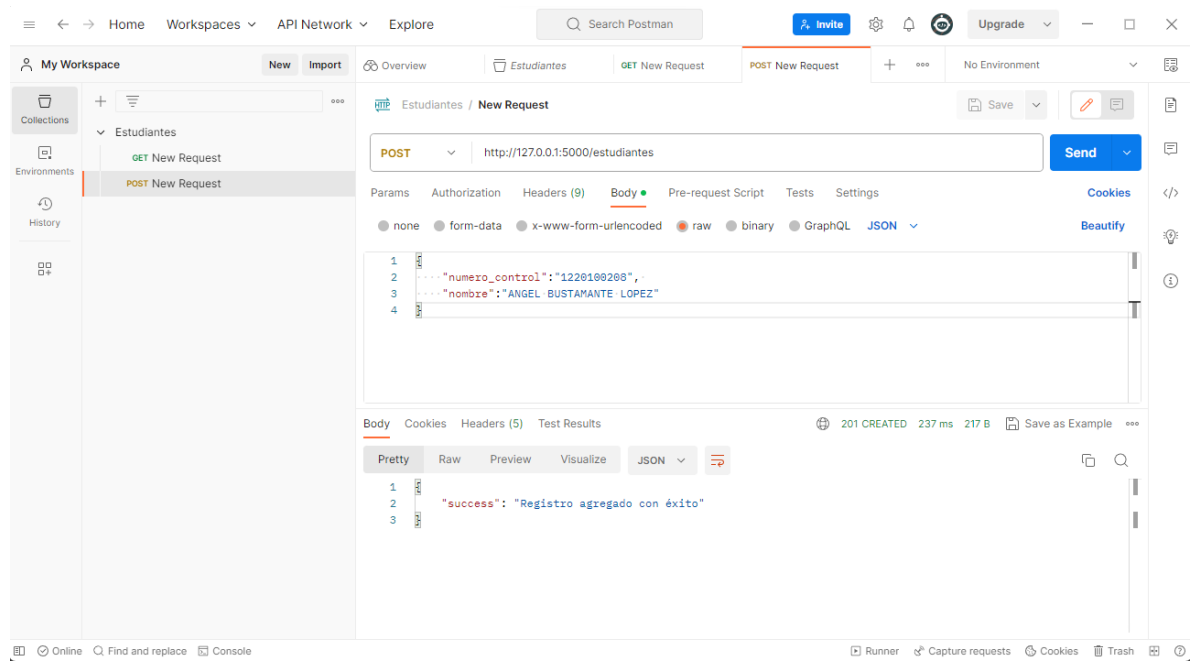 Home Workspaces API Network Explore Search Postman Invite Upgrade
My Workspace New Import Overview Estudiantes GET New Request POST New Request No Environment
Collections
Environments
History
Estudiantes
GET New Request
POST New Request
HTTP Estudiantes / New Request Save
POST http://127.0.0.1:5000/estudiantes Send
Params Authorization Headers (9) Body Pre-request Script Tests Settings Cookies
none form-data x-www-form-urlencoded raw binary GraphQL JSON Beautify
1 {
2 "numero_control":"1220100208",
3 "nombre":"ANGEL BUSTAMANTE LOPEZ"
4 }
Body Cookies Headers (5) Test Results 201 CREATED 237 ms 217 B Save as Example
Pretty Raw Preview Visualize JSON
1 {
2 "success": "Registro agregado con éxito"
3 }
Online Find and replace Console Runner Capture requests Cookies Trash